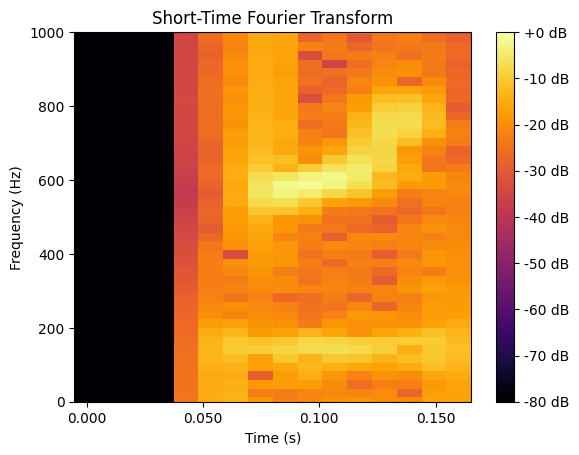 Short-Time Fourier Transform
1000
800
600
400
200
0
Frequency (Hz)
0.000
0.050
0.100
0.150
Time (s)
+0 dB
-10 dB
-20 dB
-30 dB
-40 dB
-50 dB
-60 dB
-70 dB
-80 dB